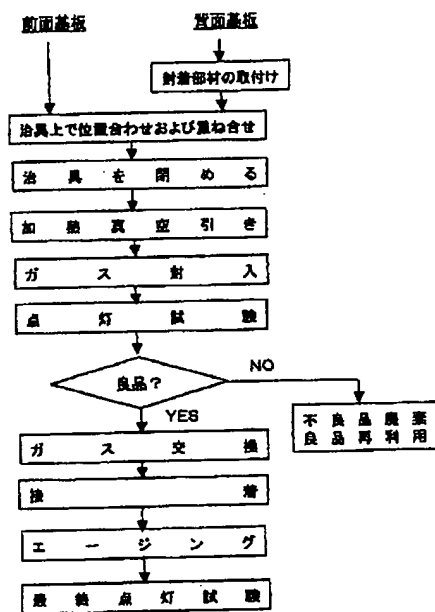 前面基板
背面基板
封着部材の取付け
治具上で位置合わせおよび重ね合せ
治具を閉める
加熱真空引き
ガス封入
点灯試験
良品？
NO
YES
不良品廃棄
良品再利用
ガス交換
接着
エージング
最終点灯試験